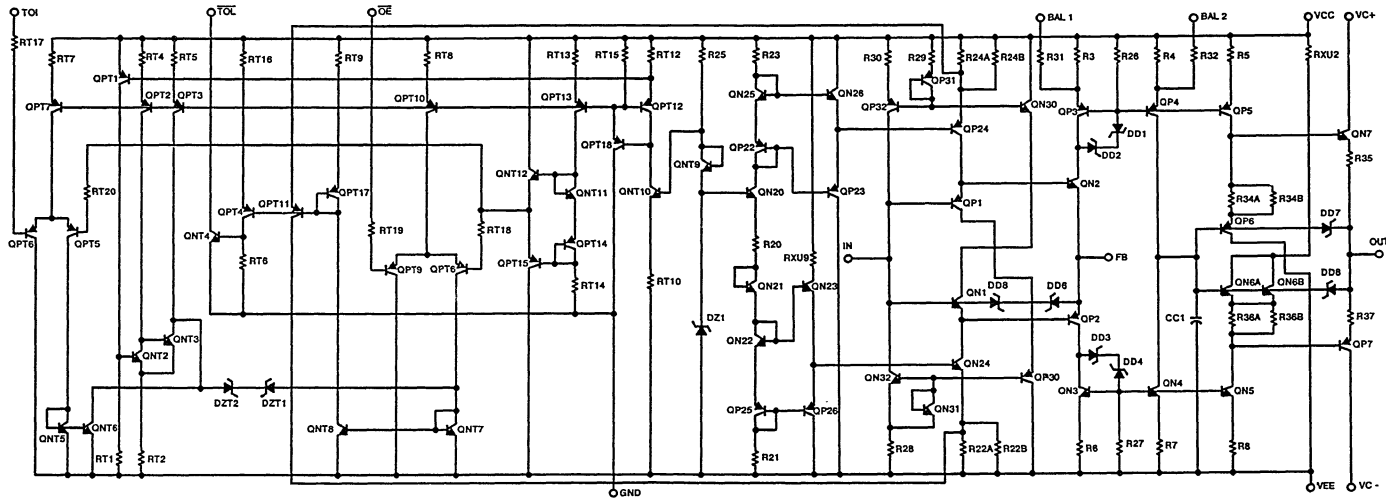 TOI
TOL
OE
BAL 1
BAL 2
VCC
VC+
RT17
RT7
RT4
RT5
RT16
RT9
RT8
RT13
RT15
RT12
R25
R23
R30
R29
R24A
R24B
R31
R3
R26
R4
R32
R5
RXU2
QPT1
QPT7
QPT2
QPT3
QPT10
QPT13
QPT12
QN25
QN26
QP32
QP31
QN30
QP3
QP4
QP5
QPT18
QP24
DD1
DD2
QN7
R35
QNT12
QNT11
QNT9
QP22
QNT10
QN20
QP23
QP1
QN2
RT20
QPT4
QPT11
QPT17
R34A
R34B
DD7
QPT6
QPT5
QNT4
RT19
RT18
QP6
RT6
QPT9
QPT6
QPT15
QPT14
RT14
RT10
R20
RXU9
IN
FB
OUT
QN21
QN23
QN1
DD8
DD6
QN6A
QN6B
DD8
DZ1
QP2
CC1
R36A
R36B
R37
QNT2
QNT3
QN22
DD3
DD4
QP7
QN24
DZT2
DZT1
QN32
QP30
QN3
QN4
QN5
QP25
QP26
QN31
QNT5
QNT6
QNT8
QNT7
RT1
RT2
R21
R28
R22A
R22B
R6
R27
R7
R8
GND
VEE
VC -